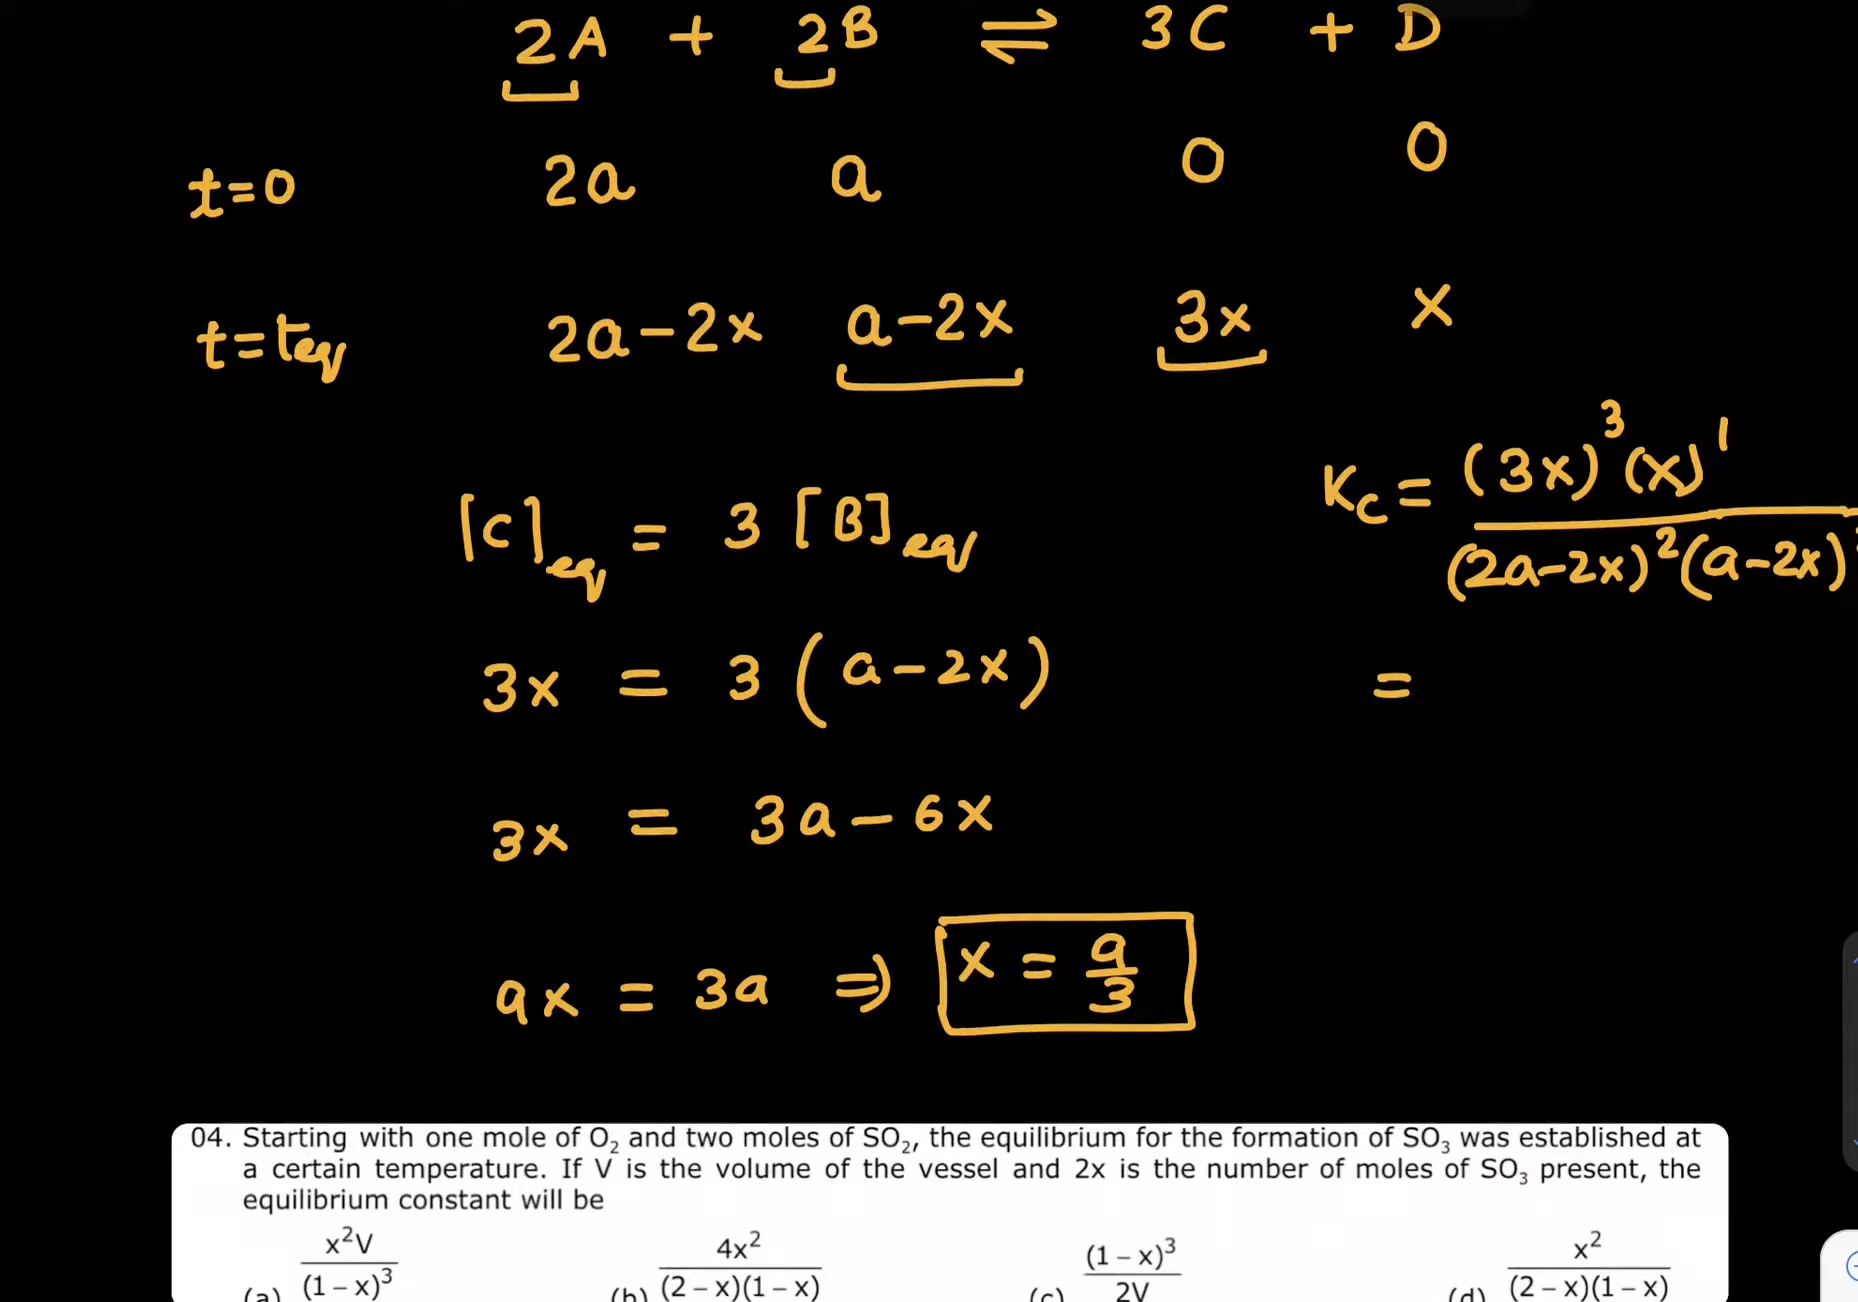 2A + 2B ⇌ 3C + D
t=0 2a a 0 0
t=teq 2a-2x a-2x 3x x
[C]eq = 3 [B]eq
Kc = (3x)³(x)¹
(2a-2x)²(a-2x)
3x = 3 (a-2x)
=
3x = 3a-6x
9x = 3a ⇒ x = a/3
04. Starting with one mole of O₂ and two moles of SO₂, the equilibrium for the formation of SO₃ was established at
a certain temperature. If V is the volume of the vessel and 2x is the number of moles of SO₃ present, the
equilibrium constant will be
(a) x²V/(1 – x)³ (b) 4x²/(2 – x)(1 – x) (c) (1 – x)³/2V (d) x²/(2 – x)(1 – x)